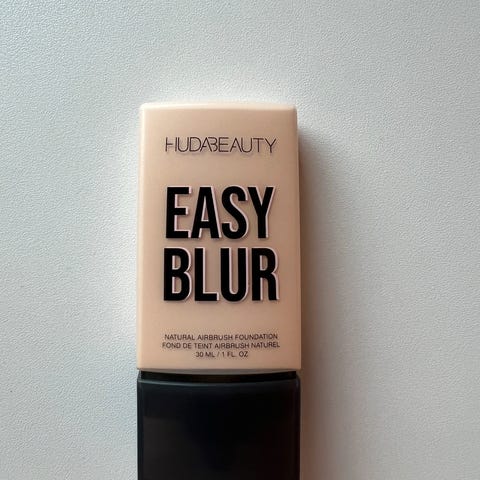 HUDABEAUTY
EASY
BLUR
NATURAL AIRBRUSH FOUNDATION
FOND DE TEINT AIRBRUSH NATUREL
30 ML / 1 FL. OZ